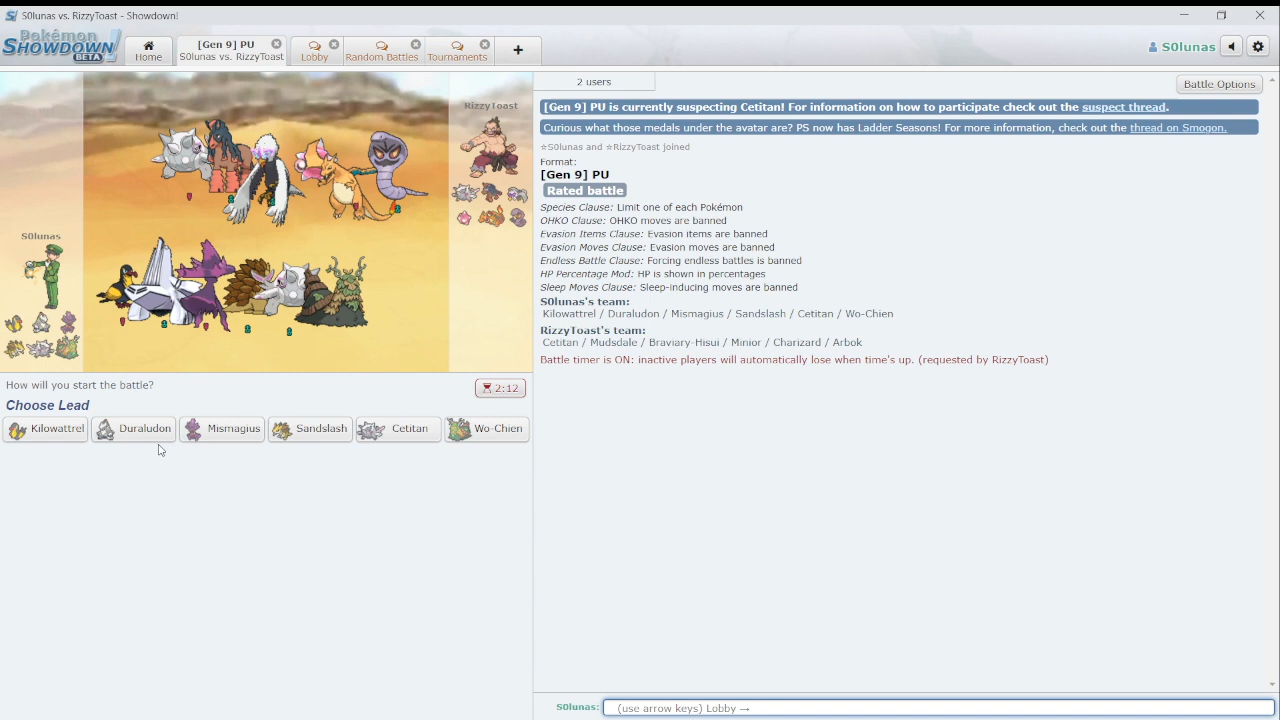 S0lunas vs. RizzyToast - Showdown!
Pokémon
SHOWDOWN!
BETA
Home
[Gen 9] PU
S0lunas vs. RizzyToast
Lobby
Random Battles
Tournaments
+
S0lunas
RizzyToast
S0lunas
How will you start the battle?
2:12
Choose Lead
Kilowattrel
Duraludon
Mismagius
Sandslash
Cetitan
Wo-Chien
2 users
Battle Options
[Gen 9] PU is currently suspecting Cetitan! For information on how to participate check out the suspect thread.
Curious what those medals under the avatar are? PS now has Ladder Seasons! For more information, check out the thread on Smogon.
☆S0lunas and ☆RizzyToast joined
Format:
[Gen 9] PU
Rated battle
Species Clause: Limit one of each Pokémon
OHKO Clause: OHKO moves are banned
Evasion Items Clause: Evasion items are banned
Evasion Moves Clause: Evasion moves are banned
Endless Battle Clause: Forcing endless battles is banned
HP Percentage Mod: HP is shown in percentages
Sleep Moves Clause: Sleep-inducing moves are banned
S0lunas's team:
Kilowattrel / Duraludon / Mismagius / Sandslash / Cetitan / Wo-Chien
RizzyToast's team:
Cetitan / Mudsdale / Braviary-Hisui / Minior / Charizard / Arbok
Battle timer is ON: inactive players will automatically lose when time's up. (requested by RizzyToast)
S0lunas:
(use arrow keys) Lobby →